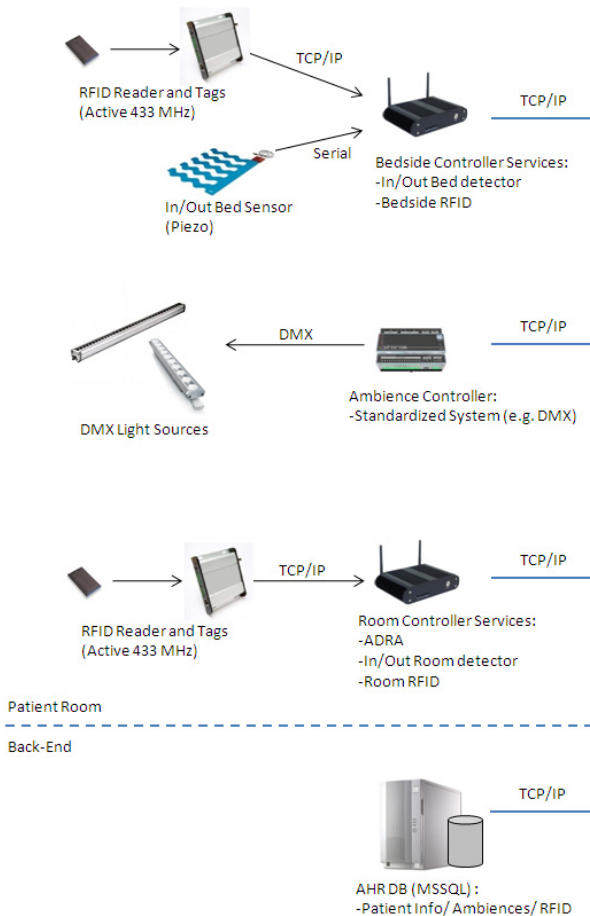 TCP/IP
RFID Reader and Tags
(Active 433 MHz)
TCP/IP
Serial
Bedside Controller Services:
-In/Out Bed detector
-Bedside RFID
In/Out Bed Sensor
(Piezo)
DMX
TCP/IP
DMX Light Sources
Ambience Controller:
-Standardized System (e.g. DMX)
TCP/IP
TCP/IP
RFID Reader and Tags
(Active 433 MHz)
Room Controller Services:
-ADRA
-In/Out Room detector
-Room RFID
Patient Room
Back-End
TCP/IP
AHR DB (MSSQL) :
-Patient Info/ Ambiences/ RFID